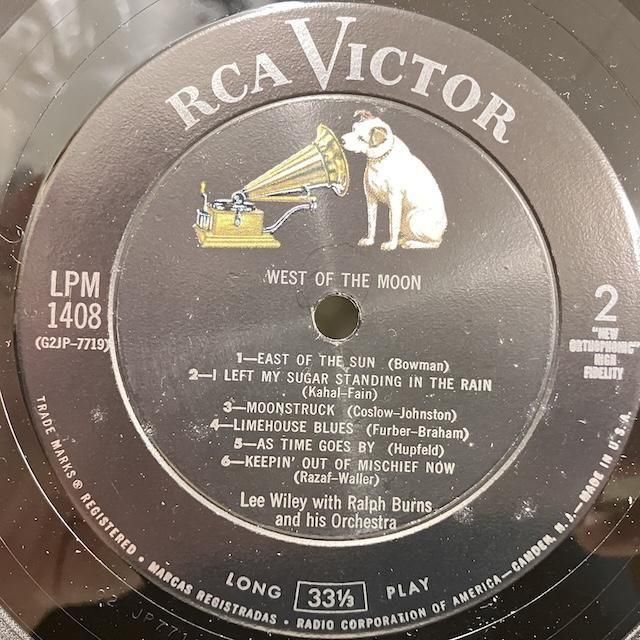 RCA VICTOR
WEST OF THE MOON
LPM
1408
(G2JP-7719)
2
"NEW
ORTHOPHONIC"
HIGH
FIDELITY
1—EAST OF THE SUN (Bowman)
2—I LEFT MY SUGAR STANDING IN THE RAIN
(Kahal-Fain)
3—MOONSTRUCK (Coslow-Johnston)
4—LIMEHOUSE BLUES (Furber-Braham)
5—AS TIME GOES BY (Hupfeld)
6—KEEPIN' OUT OF MISCHIEF NOW
(Razaf-Waller)
Lee Wiley with Ralph Burns
and his Orchestra
LONG 33⅓ PLAY
TRADE MARKS ® REGISTERED • MARCAS REGISTRADAS • RADIO CORPORATION OF AMERICA—CAMDEN, N.J.—MADE IN U.S.A.